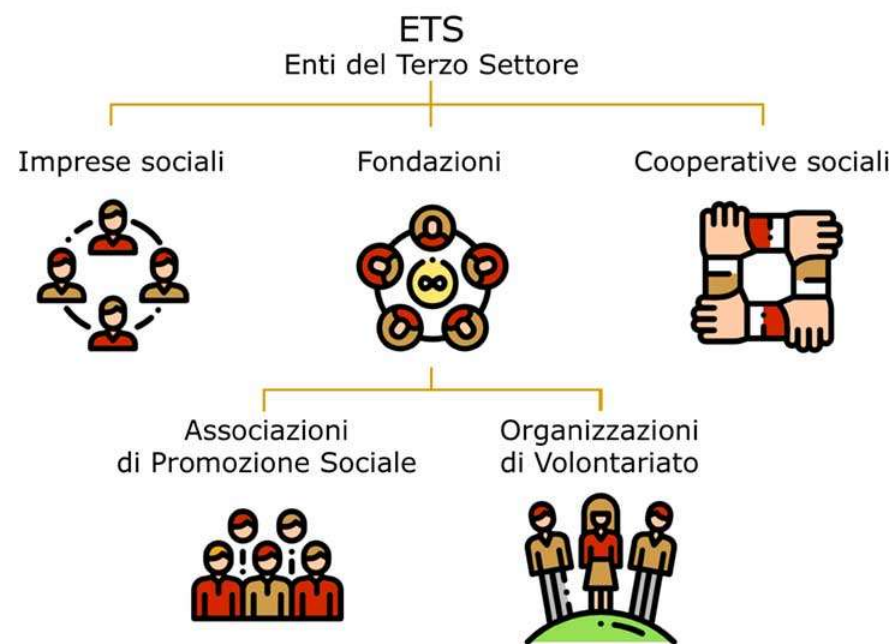 ETS
Enti del Terzo Settore
Imprese sociali
Fondazioni
Cooperative sociali
Associazioni
di Promozione Sociale
Organizzazioni
di Volontariato